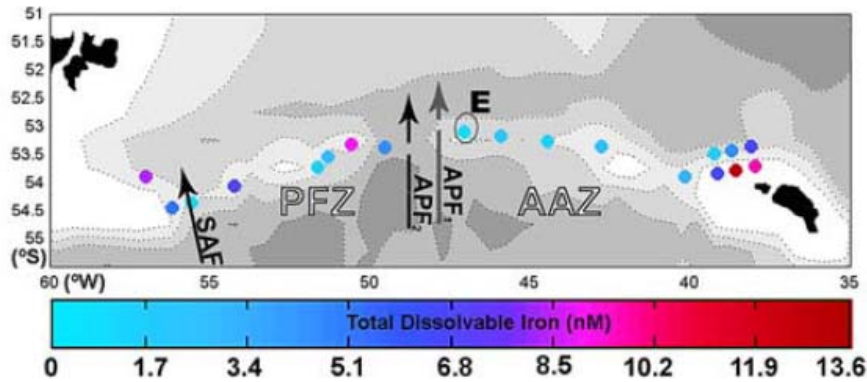 51
51.5
52
52.5
53
53.5
54
54.5
55
(ºS)
E
PFZ
AAZ
SAF
APF₂
APF₁
60 (ºW) 55 50 45 40 35
Total Dissolvable Iron (nM)
0 1.7 3.4 5.1 6.8 8.5 10.2 11.9 13.6